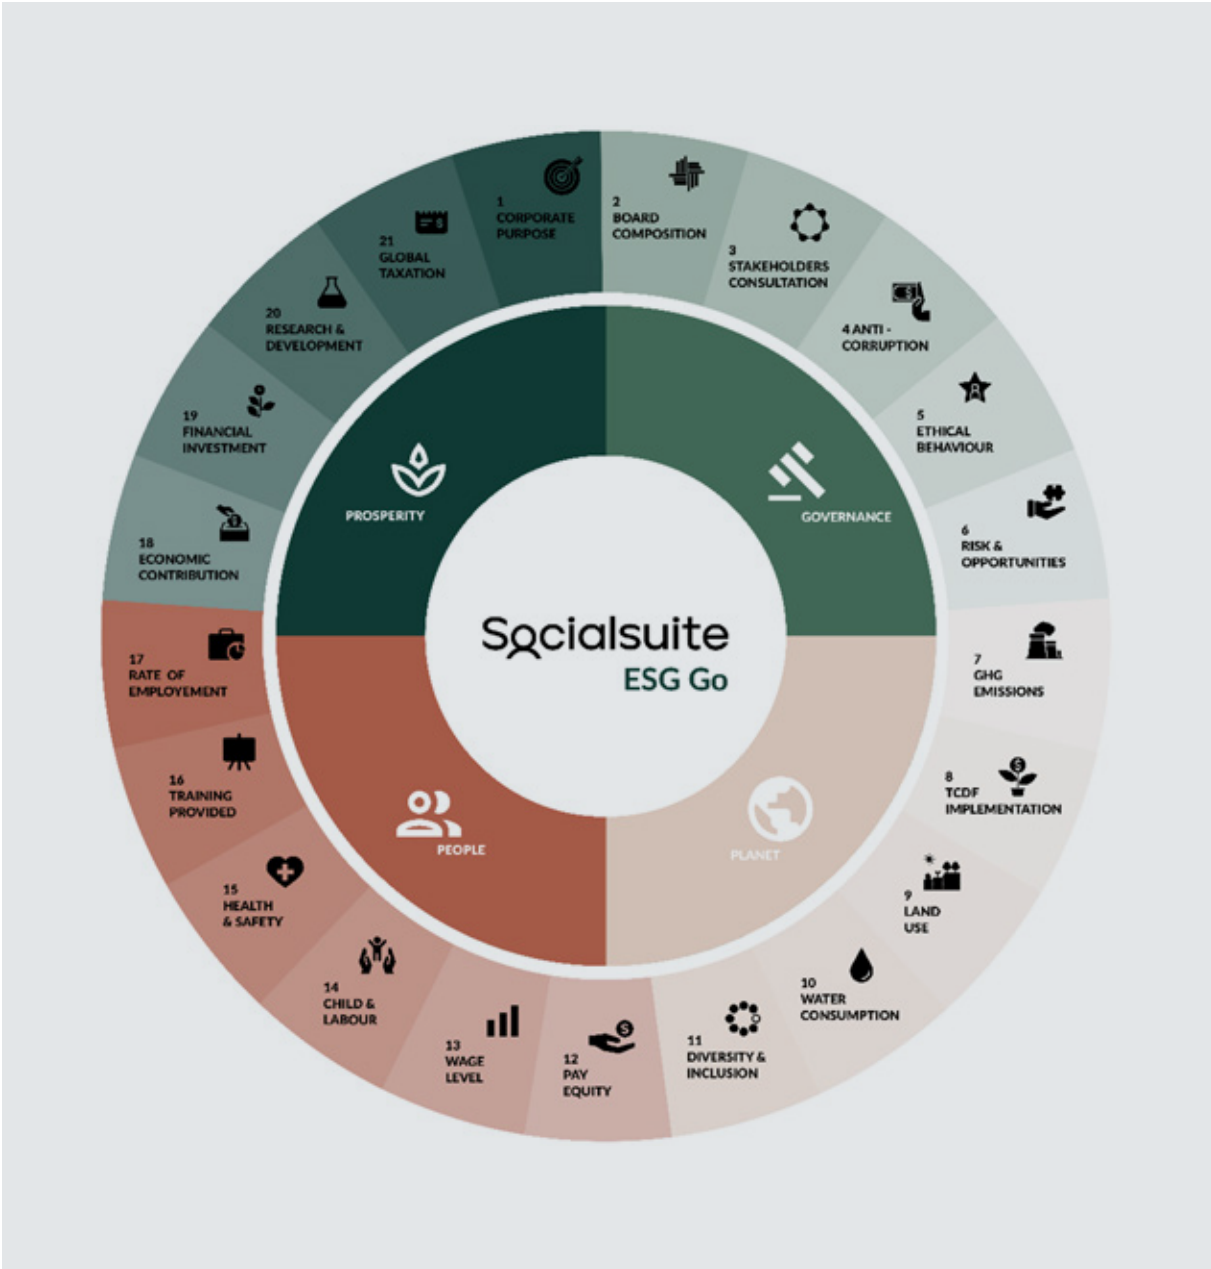 1
CORPORATE
PURPOSE
2
BOARD
COMPOSITION
3
STAKEHOLDERS
CONSULTATION
4 ANTI -
CORRUPTION
5
ETHICAL
BEHAVIOUR
6
RISK &
OPPORTUNITIES
7
GHG
EMISSIONS
8
TCDF
IMPLEMENTATION
9
LAND
USE
10
WATER
CONSUMPTION
11
DIVERSITY &
INCLUSION
12
PAY
EQUITY
13
WAGE
LEVEL
14
CHILD &
LABOUR
15
HEALTH
& SAFETY
16
TRAINING
PROVIDED
17
RATE OF
EMPLOYEMENT
18
ECONOMIC
CONTRIBUTION
19
FINANCIAL
INVESTMENT
20
RESEARCH &
DEVELOPMENT
21
GLOBAL
TAXATION
PROSPERITY
GOVERNANCE
PEOPLE
PLANET
Socialsuite
ESG Go